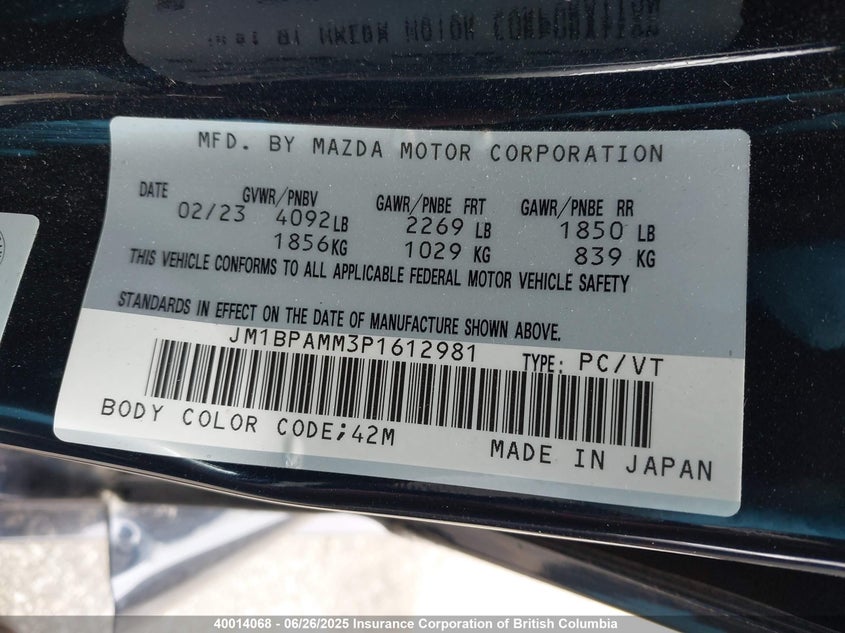 MFD. BY MAZDA MOTOR CORPORATION
DATE GVWR/PNBV GAWR/PNBE FRT GAWR/PNBE RR
02/23 4092LB 2269 LB 1850 LB
1856KG 1029 KG 839 KG
THIS VEHICLE CONFORMS TO ALL APPLICABLE FEDERAL MOTOR VEHICLE SAFETY
STANDARDS IN EFFECT ON THE DATE OF MANUFACTURE SHOWN ABOVE.
JM1BPAMM3P1612981 TYPE: PC/VT
BODY COLOR CODE;42M
MADE IN JAPAN
40014068 - 06/26/2025 Insurance Corporation of British Columbia